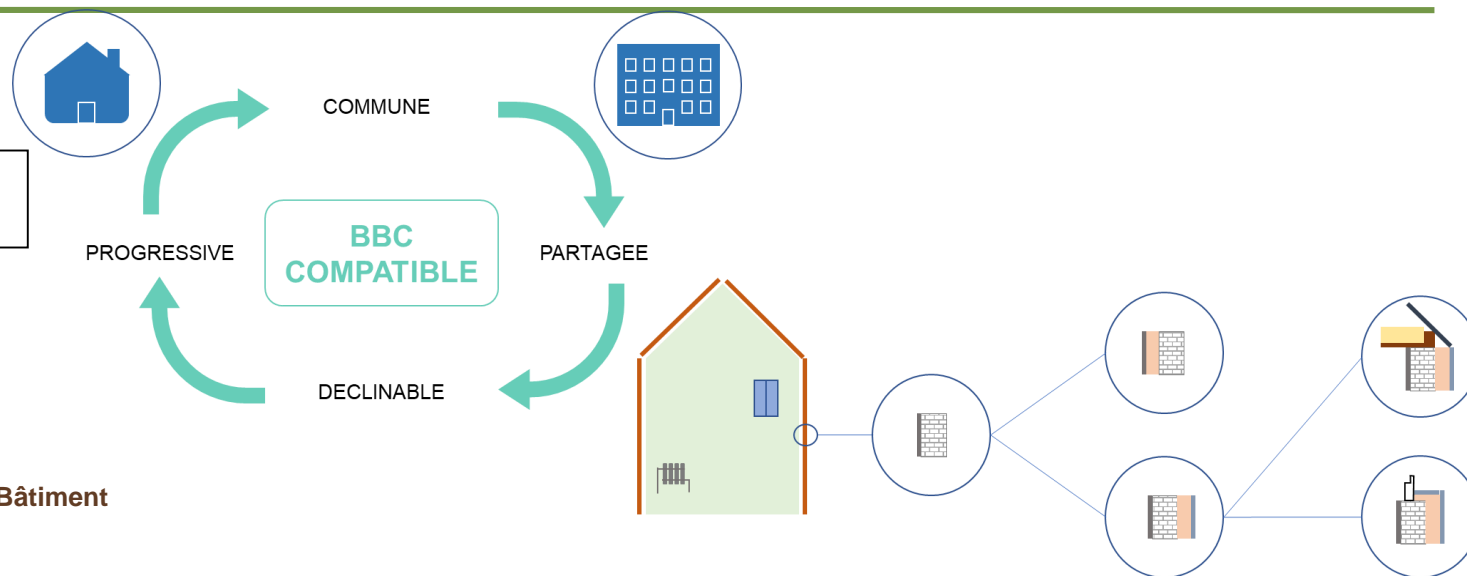 COMMUNE
PROGRESSIVE
BBC
COMPATIBLE
PARTAGEE
DECLINABLE
Bâtiment